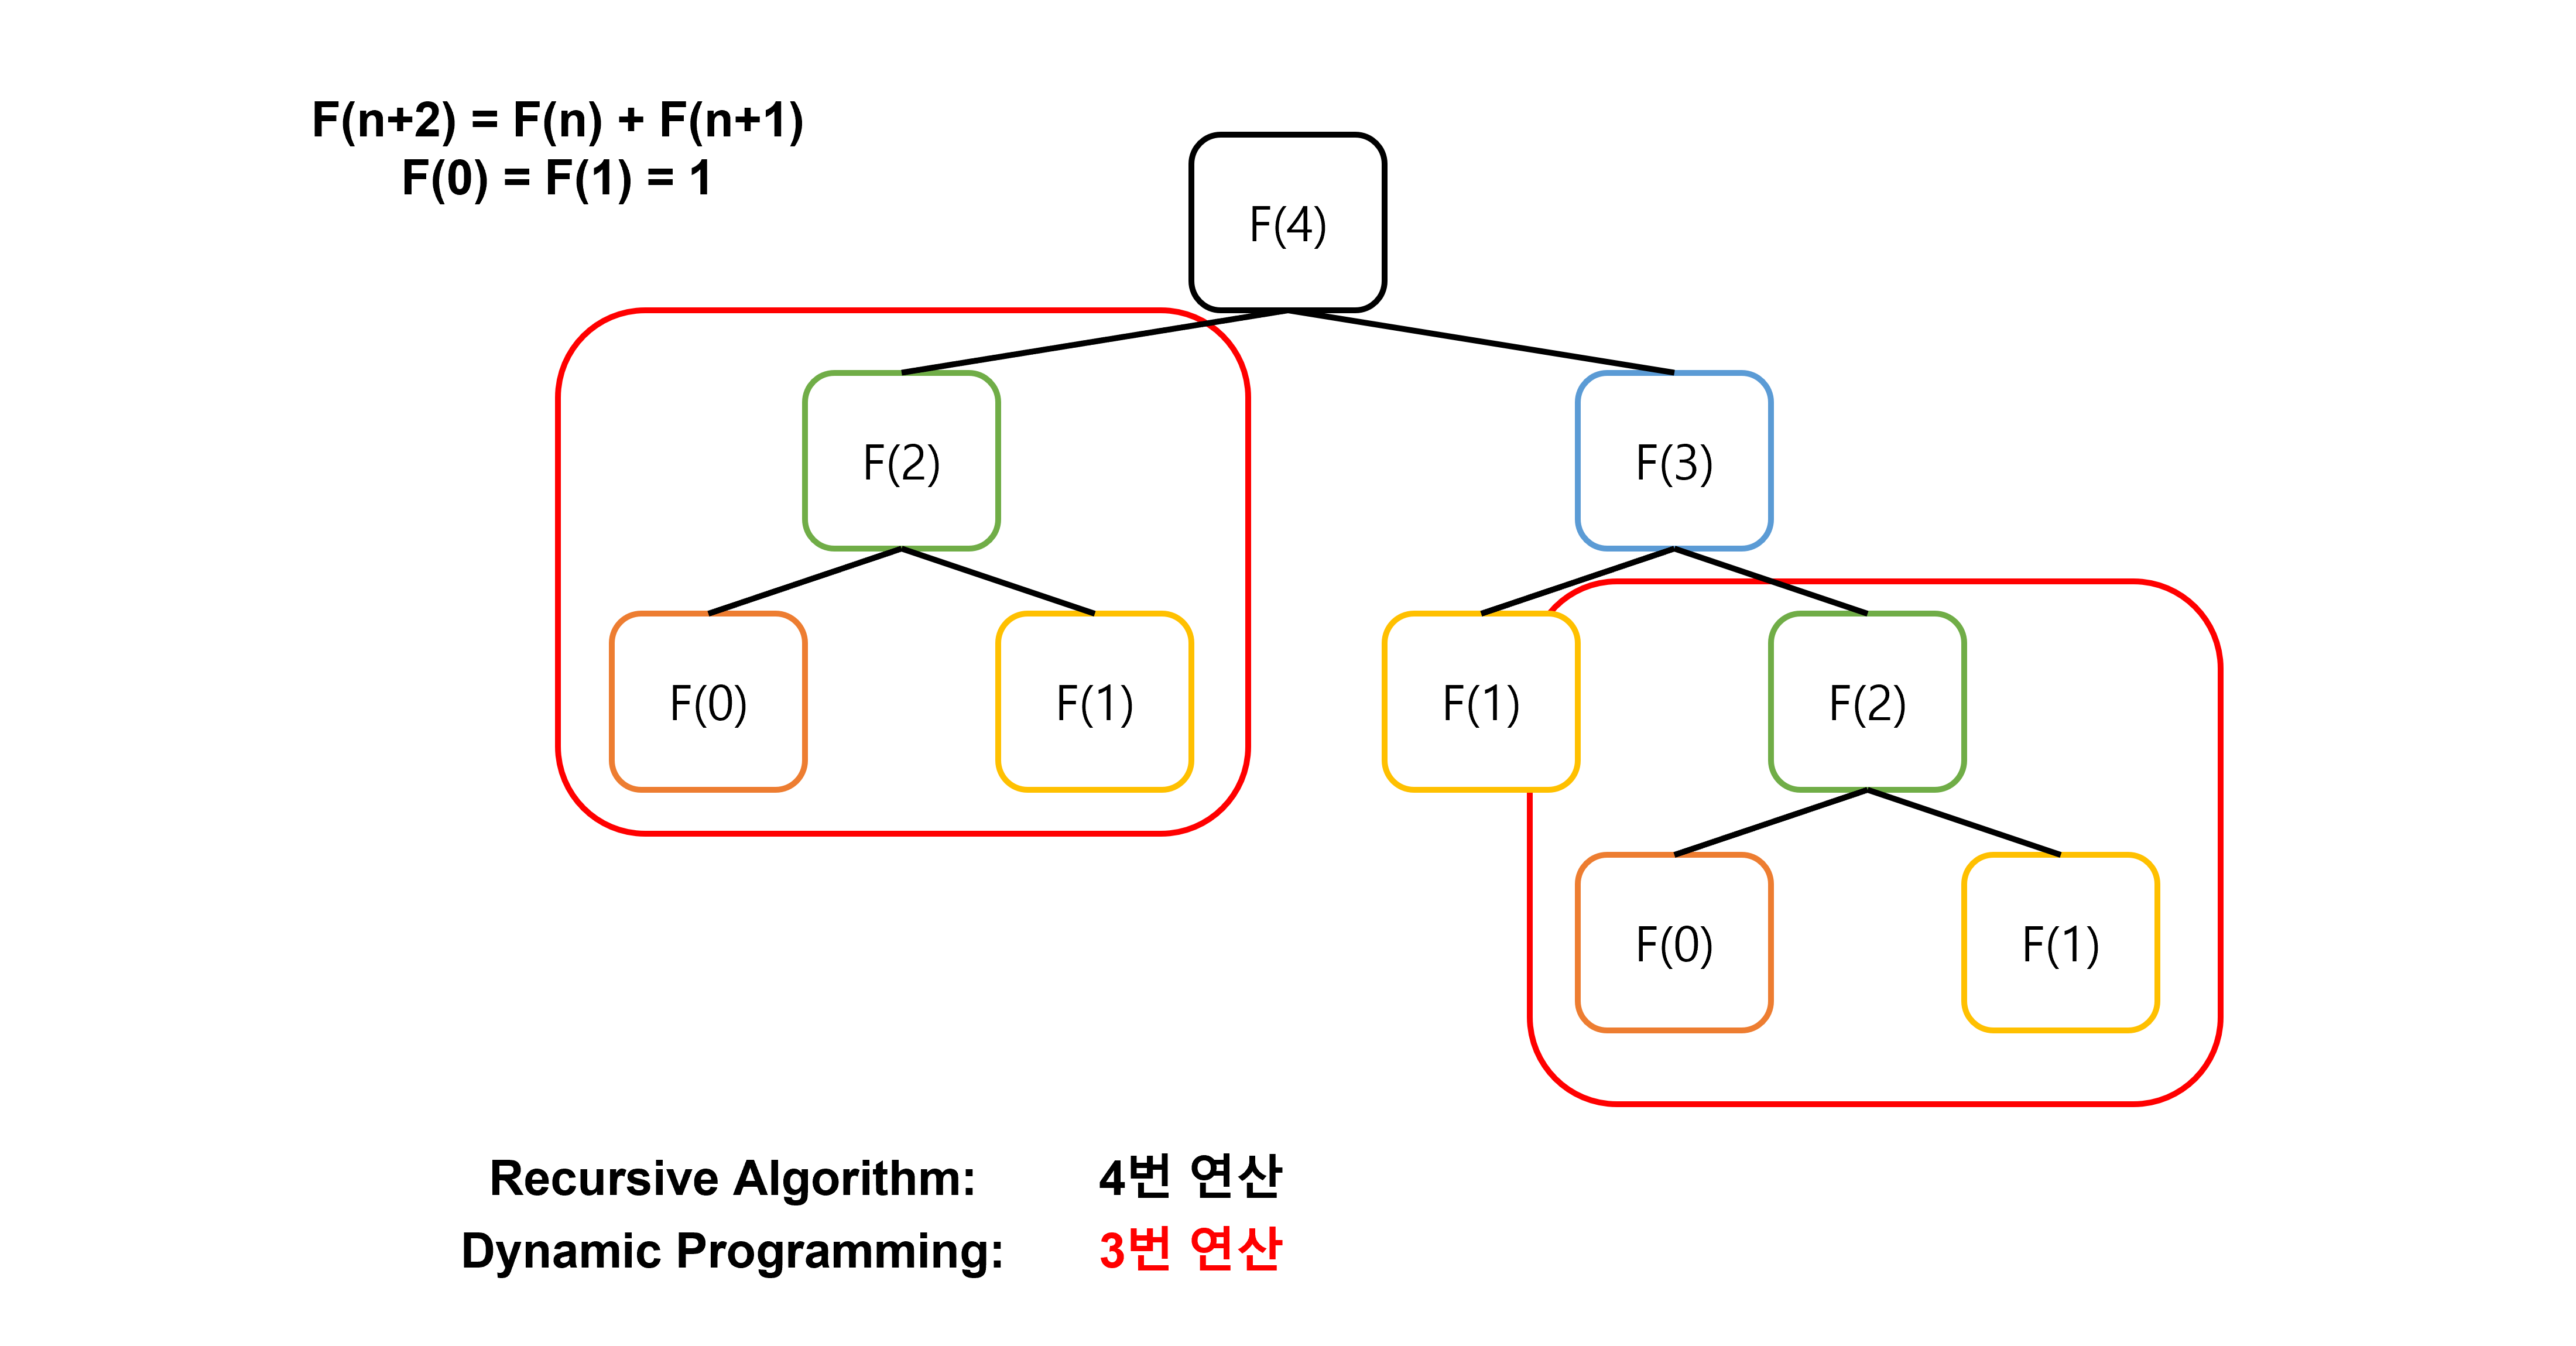 F(n+2) = F(n) + F(n+1)
F(0) = F(1) = 1
F(4)
F(2)
F(3)
F(0)
F(1)
F(1)
F(2)
F(0)
F(1)
Recursive Algorithm: 4번 연산
Dynamic Programming: 3번 연산